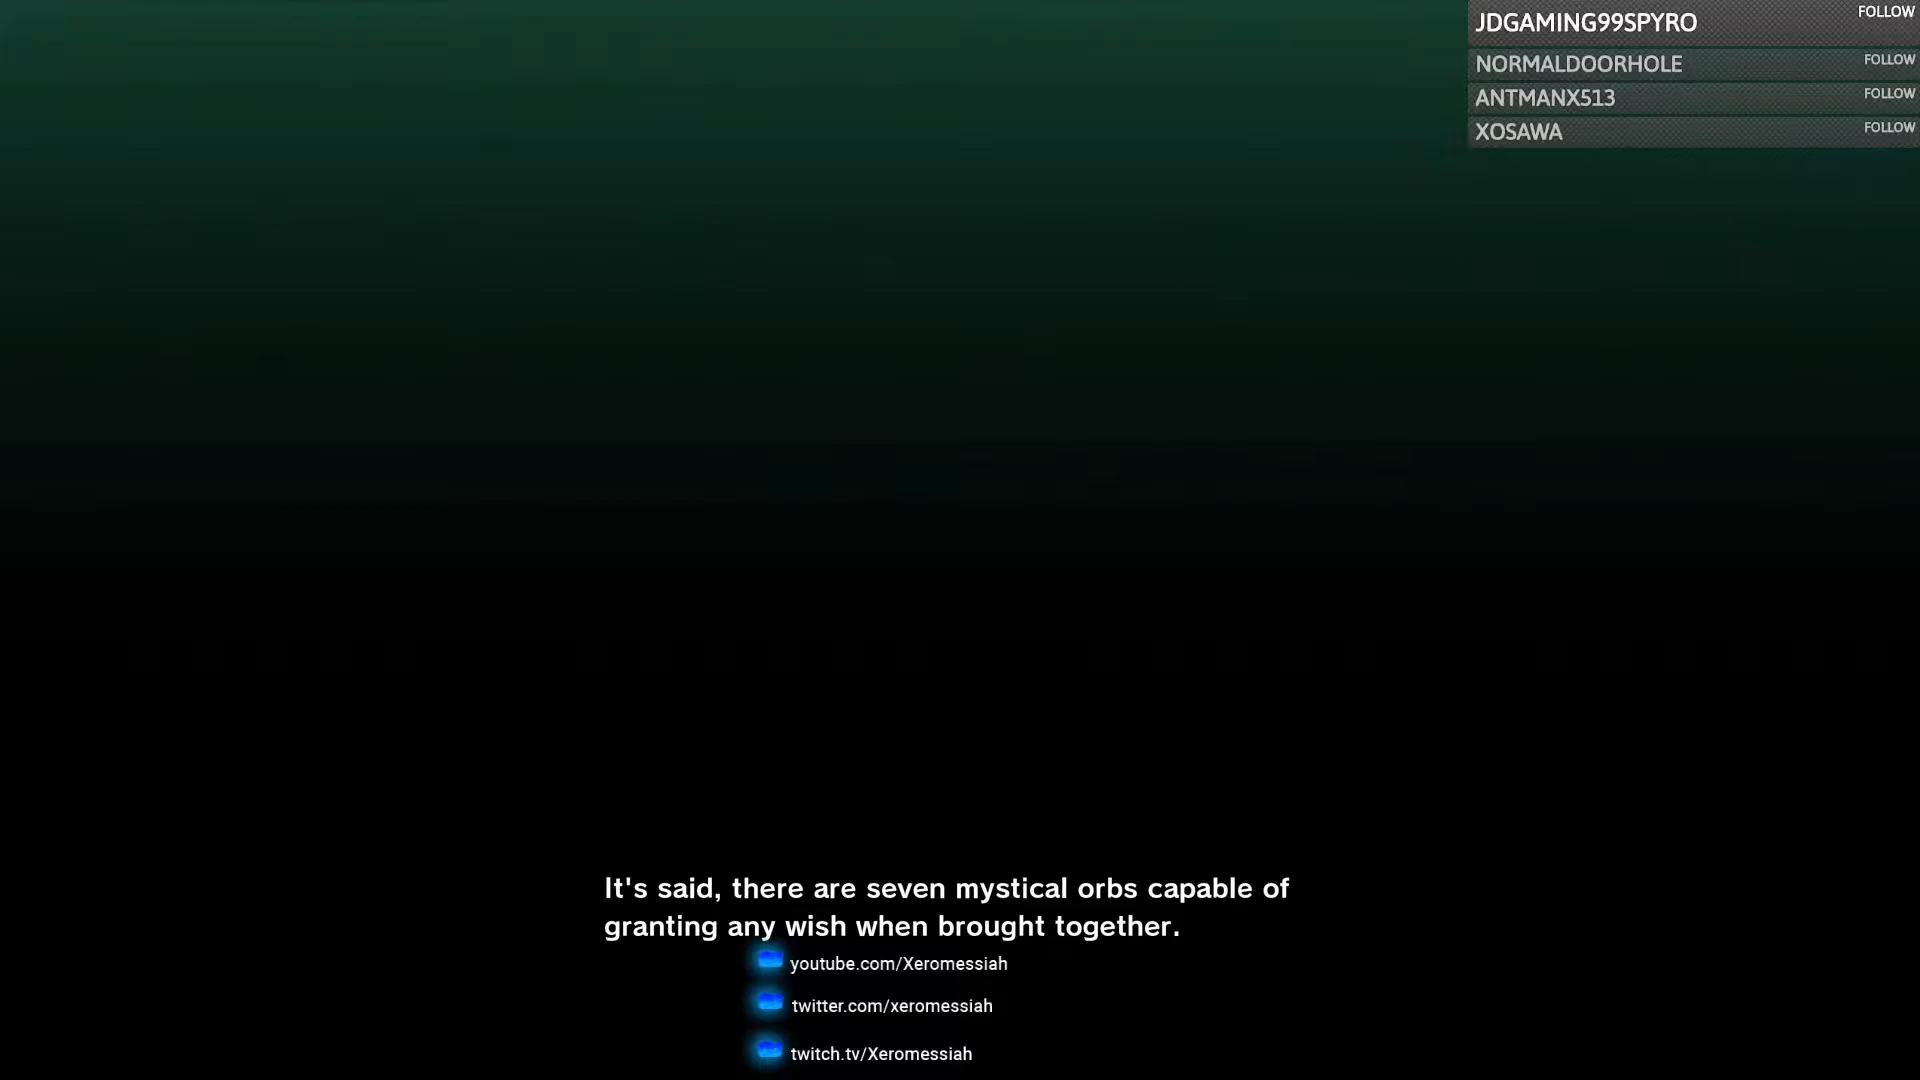 JDGAMING99SPYRO FOLLOW
NORMALDOORHOLE FOLLOW
ANTMANX513 FOLLOW
XOSAWA FOLLOW
It's said, there are seven mystical orbs capable of
granting any wish when brought together.
youtube.com/Xeromessiah
twitter.com/xeromessiah
twitch.tv/Xeromessiah